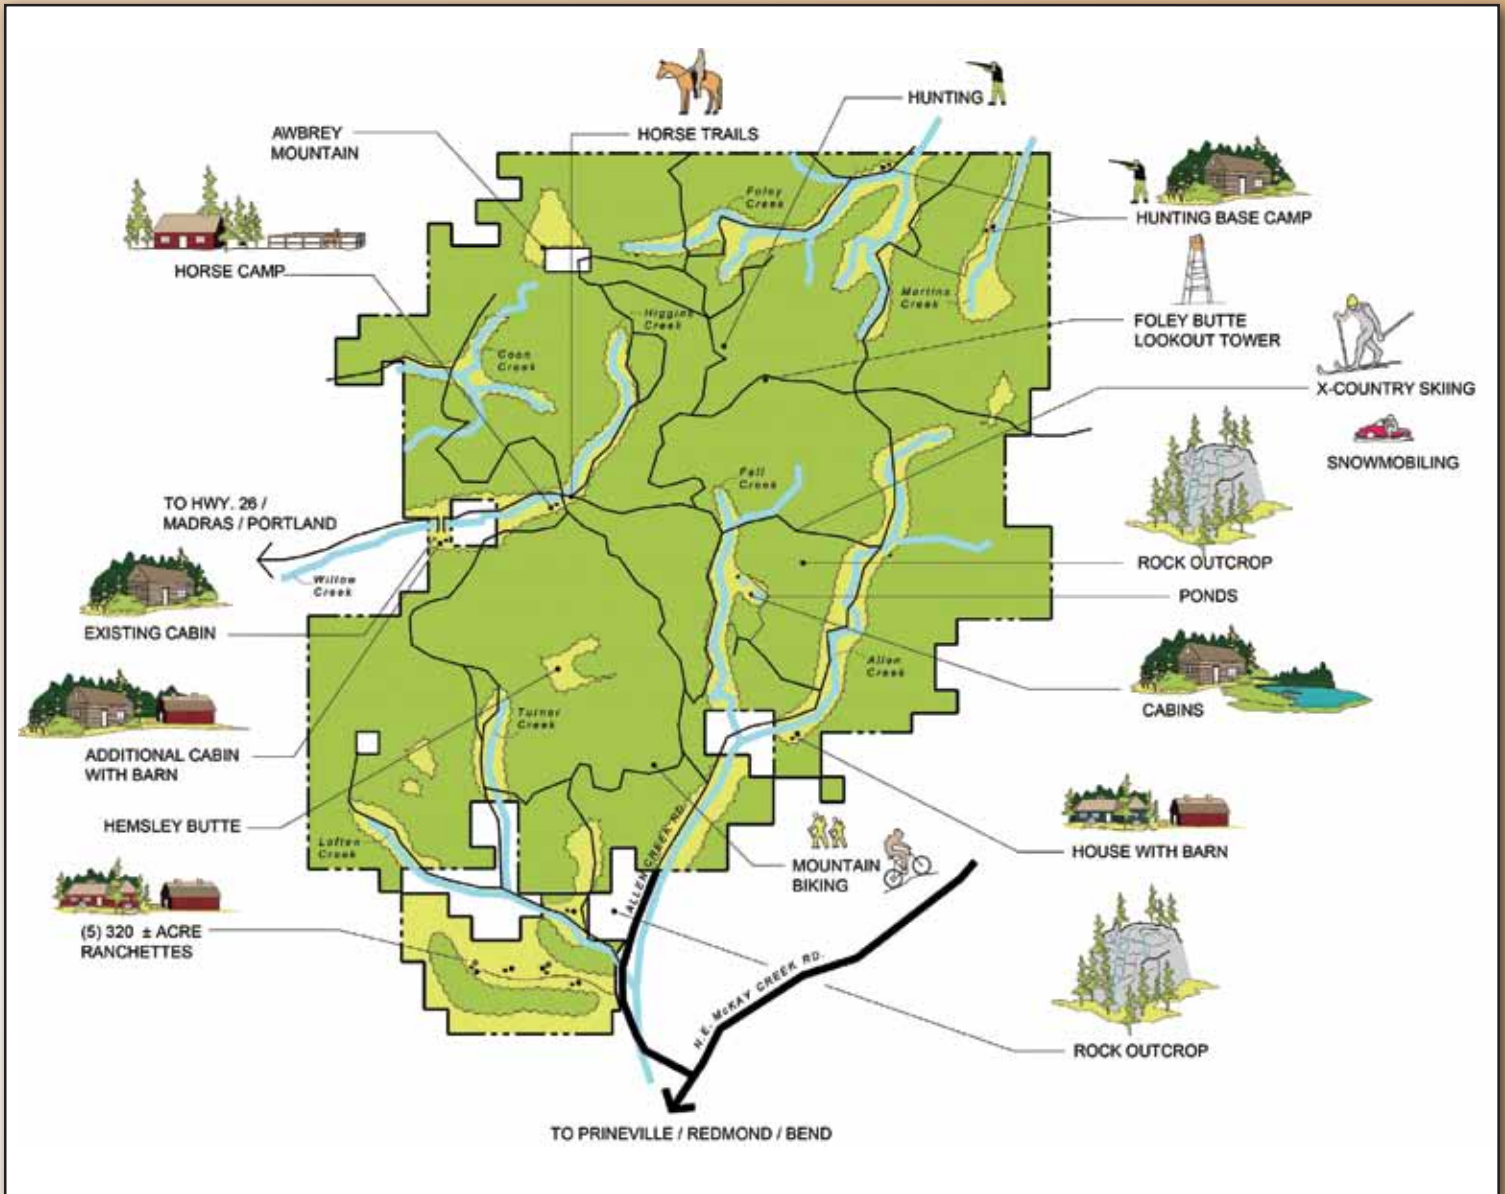 HUNTING
HORSE TRAILS
AWBREY
MOUNTAIN
HUNTING BASE CAMP
HORSE CAMP
Foley
Creek
Martins
Creek
Higgins
Creek
Coon
Creek
FOLEY BUTTE
LOOKOUT TOWER
X-COUNTRY SKIING
SNOWMOBILING
Fall
Creek
TO HWY. 26 /
MADRAS / PORTLAND
ROCK OUTCROP
Willow
Creek
PONDS
EXISTING CABIN
Allen
Creek
CABINS
Turner
Creek
ADDITIONAL CABIN
WITH BARN
HEMSLEY BUTTE
Lofton
Creek
HOUSE WITH BARN
MOUNTAIN
BIKING
ALLEN CREEK RD.
(5) 320 ± ACRE
RANCHETTES
N.E. McKAY CREEK RD.
ROCK OUTCROP
TO PRINEVILLE / REDMOND / BEND